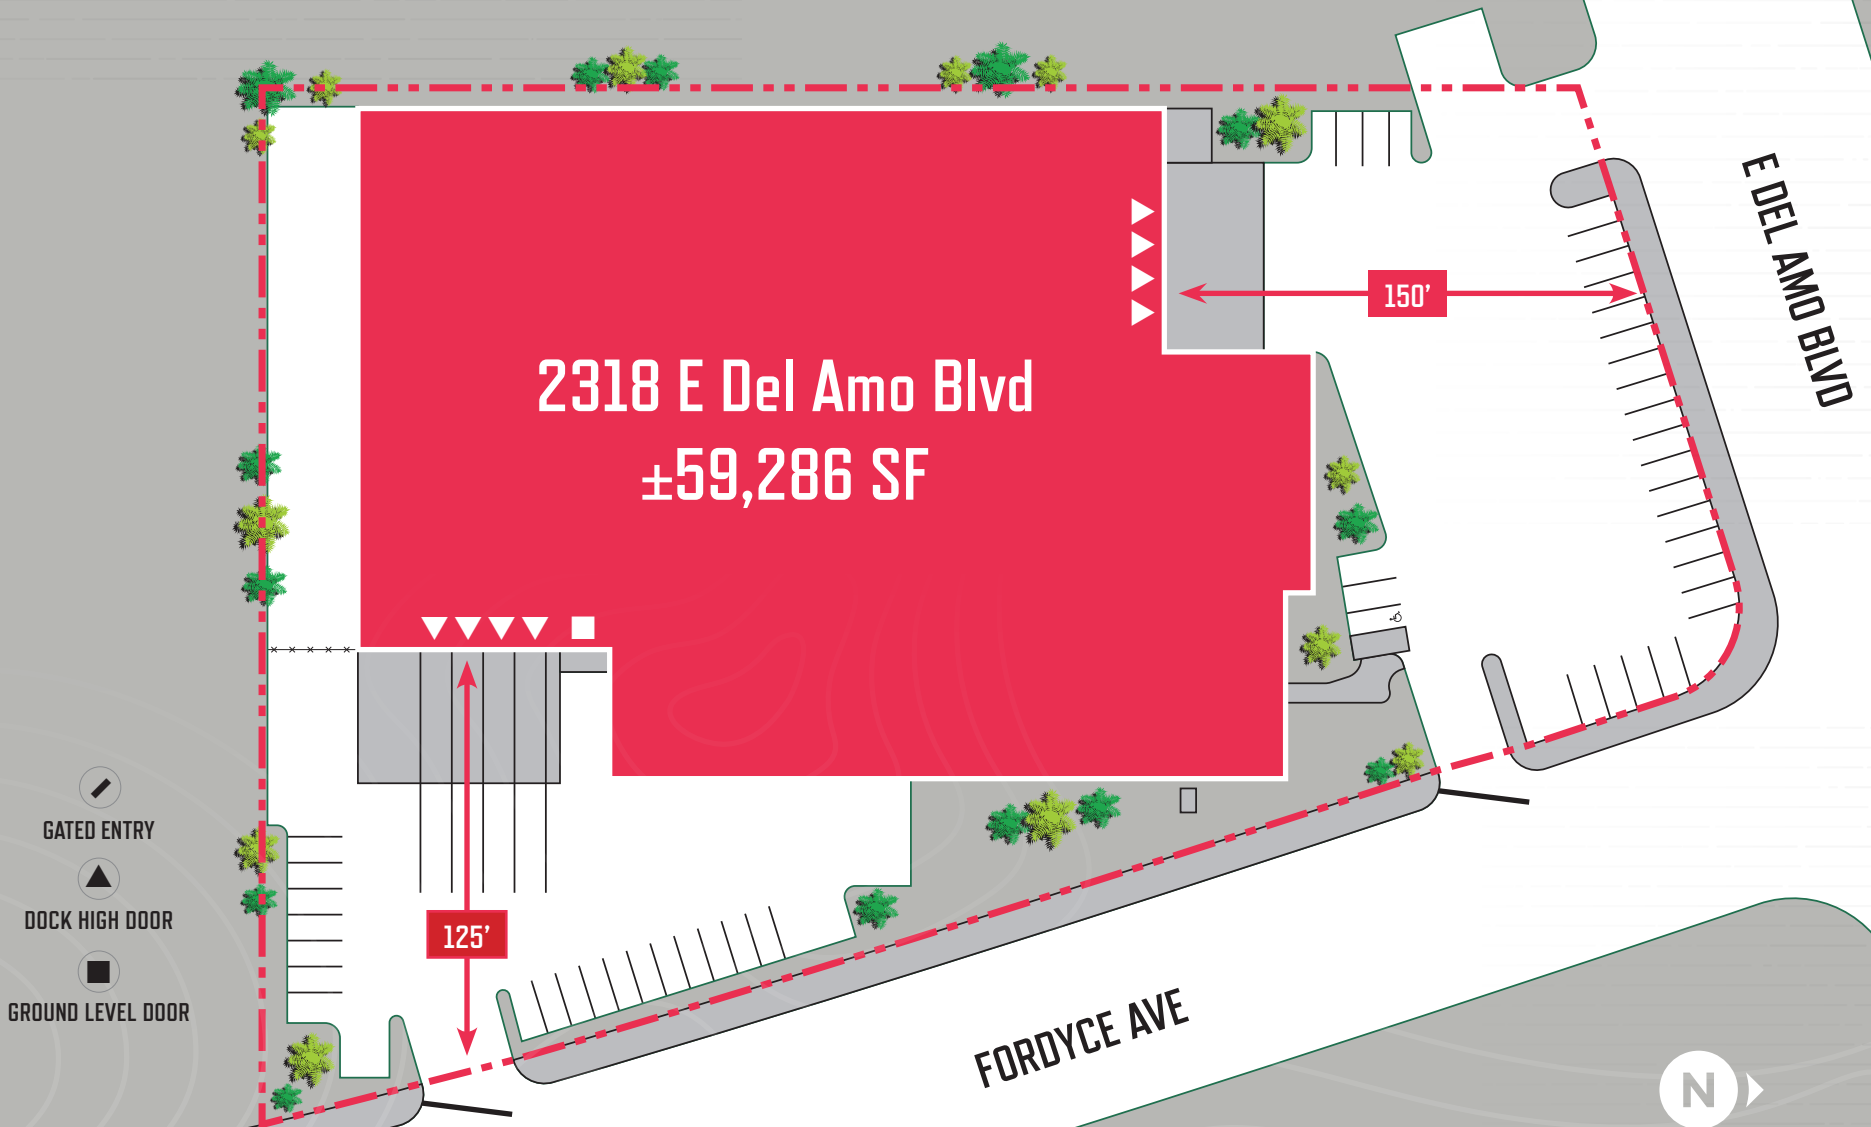 E DEL AMO BLVD
150’
2318 E Del Amo Blvd
±59,286 SF
GATED ENTRY
DOCK HIGH DOOR
GROUND LEVEL DOOR
125’
FORDYCE AVE
N